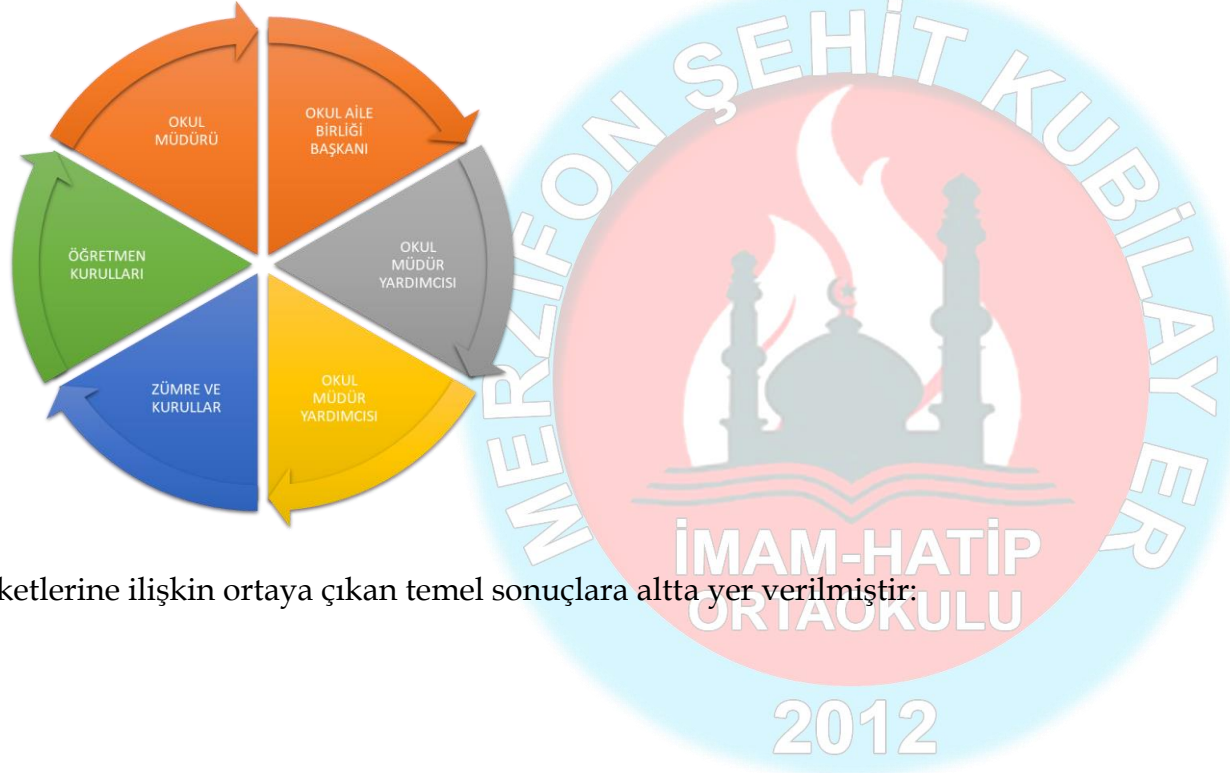 OKUL
MÜDÜRÜ
OKUL AİLE
BİRLİĞİ
BAŞKANI
OKUL
MÜDÜR
YARDIMCISI
OKUL
MÜDÜR
YARDIMCISI
ZÜMRE VE
KURULLAR
ÖĞRETMEN
KURULLARI
MERZİFON ŞEHİT KUBİLAY ER
İMAM-HATİP
ORTAOKULU
2012
ketlerine ilişkin ortaya çıkan temel sonuçlara altta yer verilmiştir: